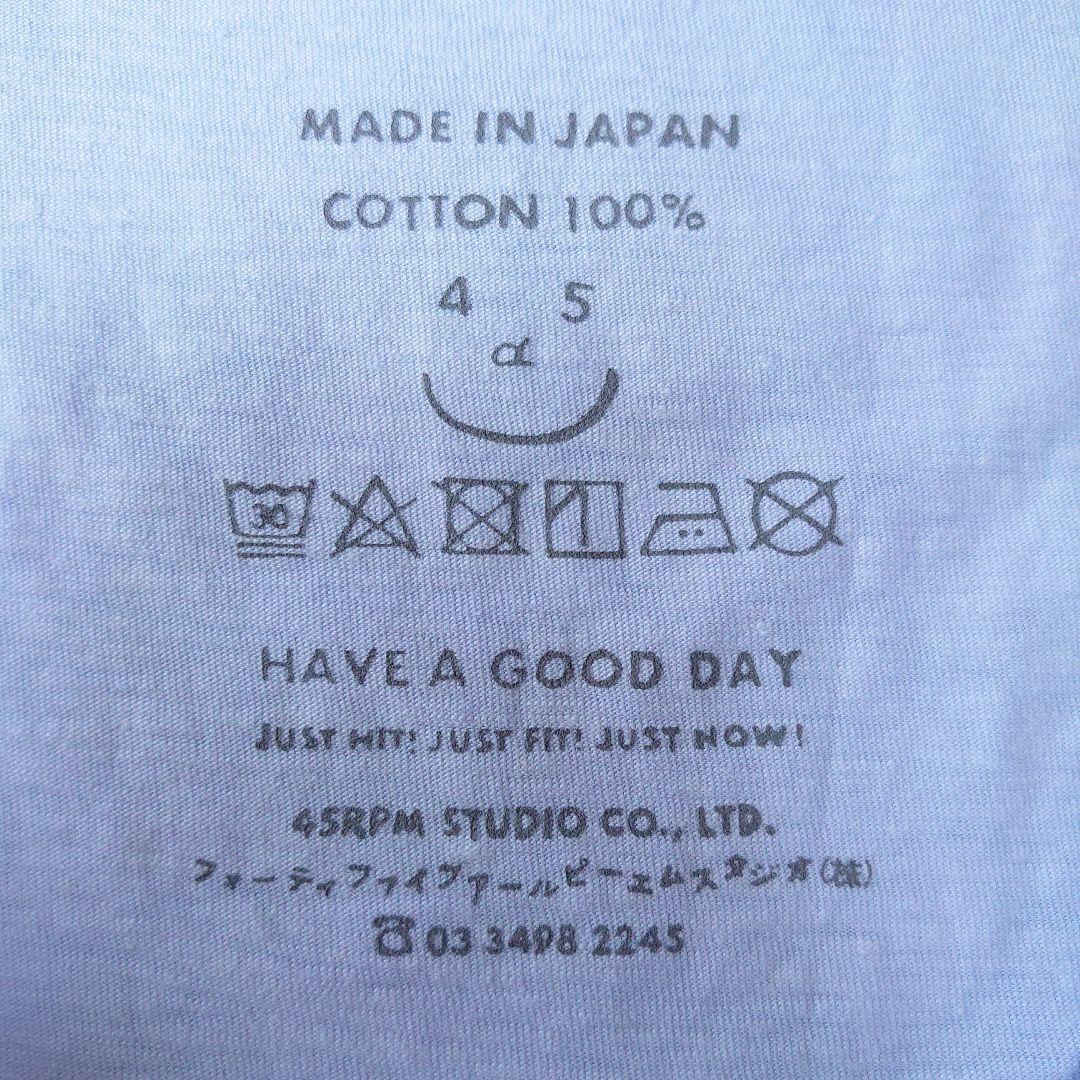 MADE IN JAPAN
COTTON 100%
4 5
α
30
HAVE A GOOD DAY
JUST HIT! JUST FIT! JUST NOW!
45RPM STUDIO CO., LTD.
フォーティファイブアールピーエムスタジオ(株)
☎ 03 3498 2245